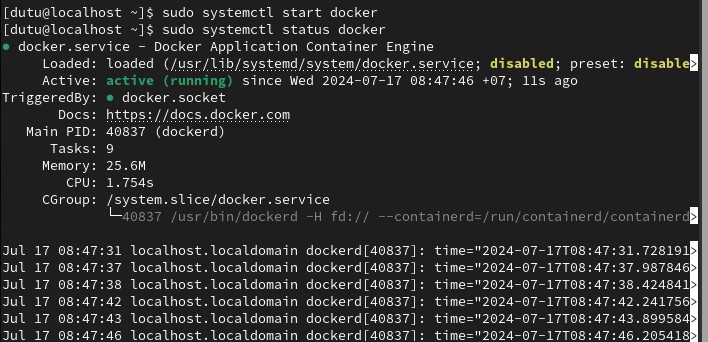 [dutu@localhost ~]$ sudo systemctl start docker
[dutu@localhost ~]$ sudo systemctl status docker
● docker.service - Docker Application Container Engine
     Loaded: loaded (/usr/lib/systemd/system/docker.service; disabled; preset: disable>
     Active: active (running) since Wed 2024-07-17 08:47:46 +07; 11s ago
TriggeredBy: ● docker.socket
       Docs: https://docs.docker.com
   Main PID: 40837 (dockerd)
      Tasks: 9
     Memory: 25.6M
        CPU: 1.754s
     CGroup: /system.slice/docker.service
             └─40837 /usr/bin/dockerd -H fd:// --containerd=/run/containerd/containerd>
Jul 17 08:47:31 localhost.localdomain dockerd[40837]: time="2024-07-17T08:47:31.728191>
Jul 17 08:47:37 localhost.localdomain dockerd[40837]: time="2024-07-17T08:47:37.987846>
Jul 17 08:47:38 localhost.localdomain dockerd[40837]: time="2024-07-17T08:47:38.424841>
Jul 17 08:47:42 localhost.localdomain dockerd[40837]: time="2024-07-17T08:47:42.241756>
Jul 17 08:47:43 localhost.localdomain dockerd[40837]: time="2024-07-17T08:47:43.899584>
Jul 17 08:47:46 localhost.localdomain dockerd[40837]: time="2024-07-17T08:47:46.205418>